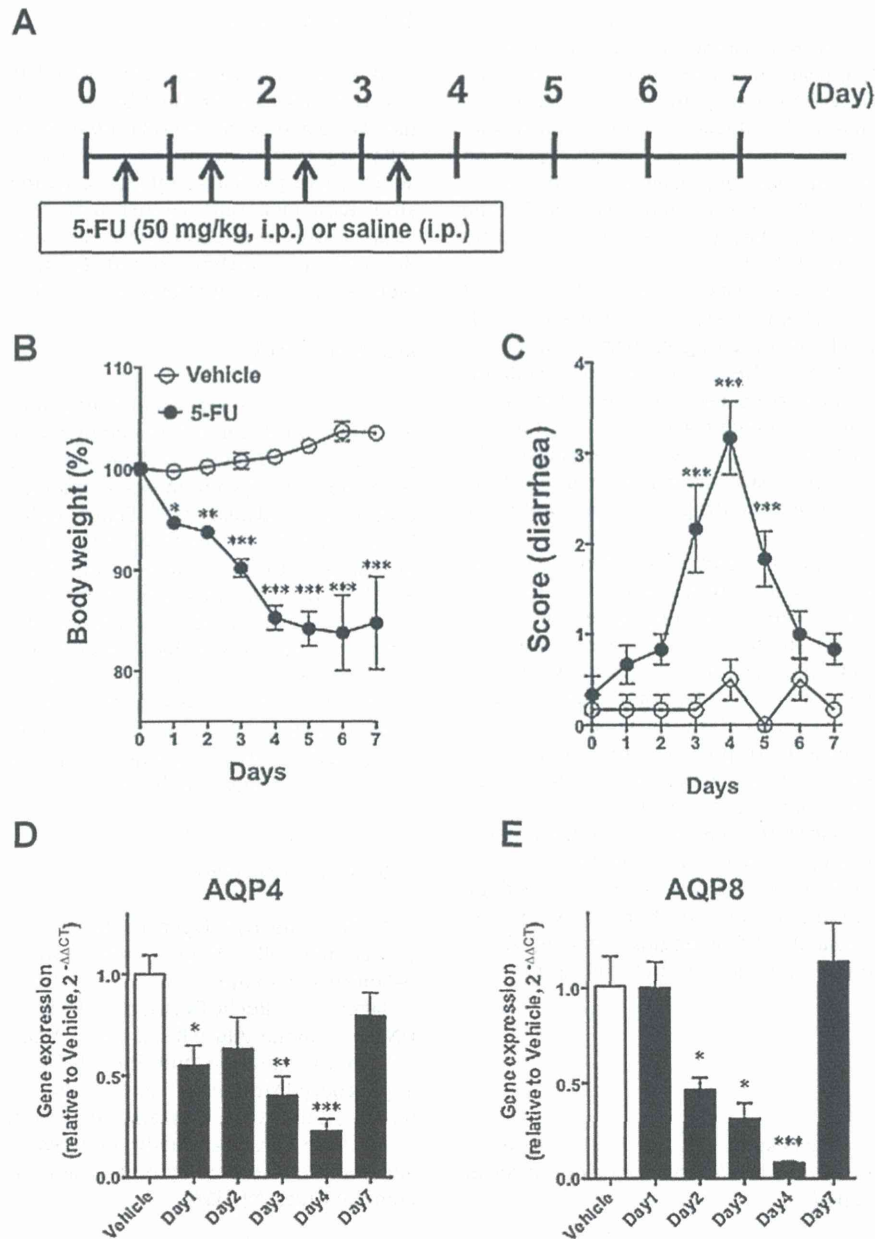 A
0 1 2 3 4 5 6 7 (Day)
5-FU (50 mg/kg, i.p.) or saline (i.p.)
B
110
100
90
80
Body weight (%)
Vehicle
5-FU
* ** *** *** *** *** ***
0 1 2 3 4 5 6 7
Days
C
4
3
2
1
0
Score (diarrhea)
*** *** ***
0 1 2 3 4 5 6 7
Days
D
AQP4
Gene expression
(relative to Vehicle, 2 -ΔΔCT)
1.0
0.5
0.0
* ** ***
Vehicle Day1 Day2 Day3 Day4 Day7
E
AQP8
Gene expression
(relative to Vehicle, 2 -ΔΔCT)
1.0
0.5
0.0
* * ***
Vehicle Day1 Day2 Day3 Day4 Day7